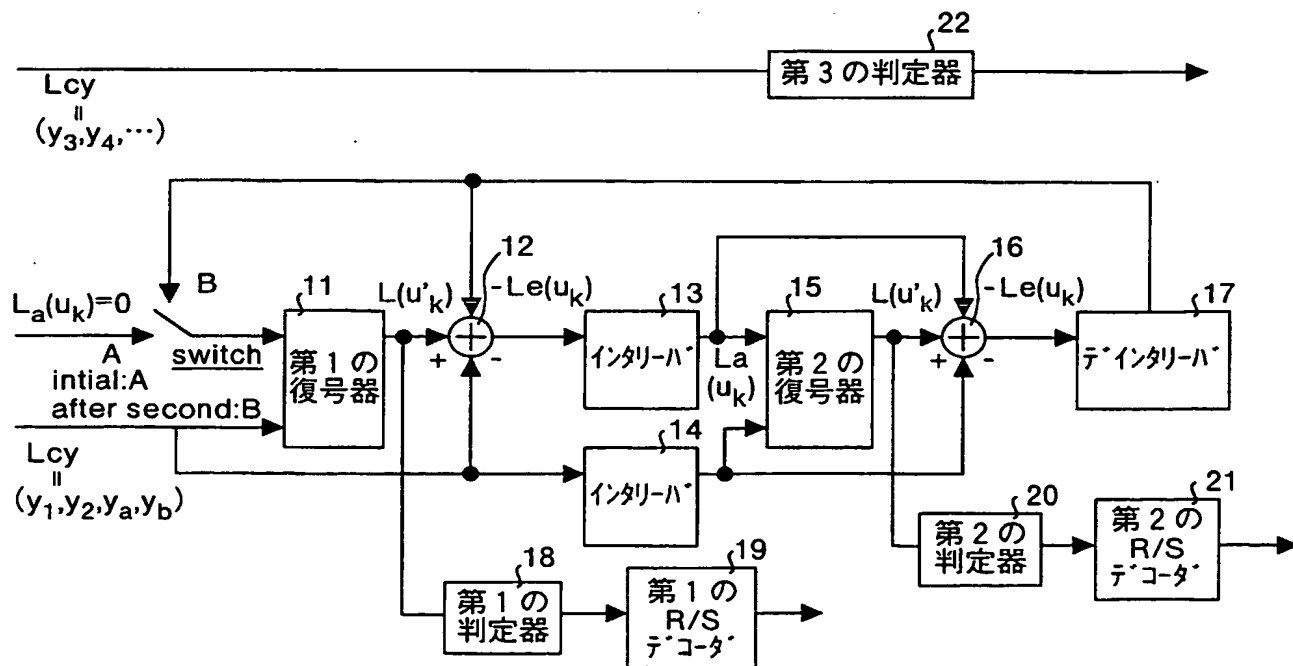 22
第3の判定器
Lcy
=
(y3,y4,···)
12
16
B
11
L(u'k)
-Le(uk)
13
15
L(u'k)
-Le(uk)
17
La(uk)=0
A
switch
intial:A
after second:B
第1の
復号器
+
-
インタリーバ
La
(uk)
第2の
復号器
+
-
デインタリーバ
14
Lcy
=
(y1,y2,ya,yb)
インタリーバ
20
21
第2の
判定器
第2の
R/S
デコーダ
18
19
第1の
判定器
第1の
R/S
デコーダ